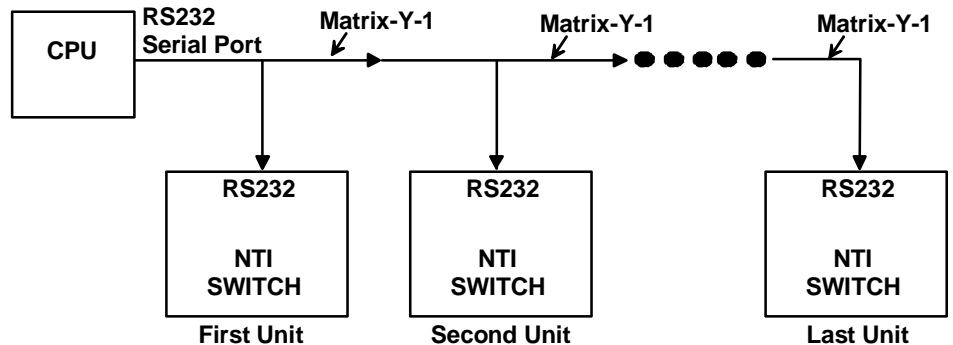 RS232
Serial Port
CPU
Matrix-Y-1
Matrix-Y-1
Matrix-Y-1
RS232
NTI
SWITCH
First Unit
RS232
NTI
SWITCH
Second Unit
RS232
NTI
SWITCH
Last Unit